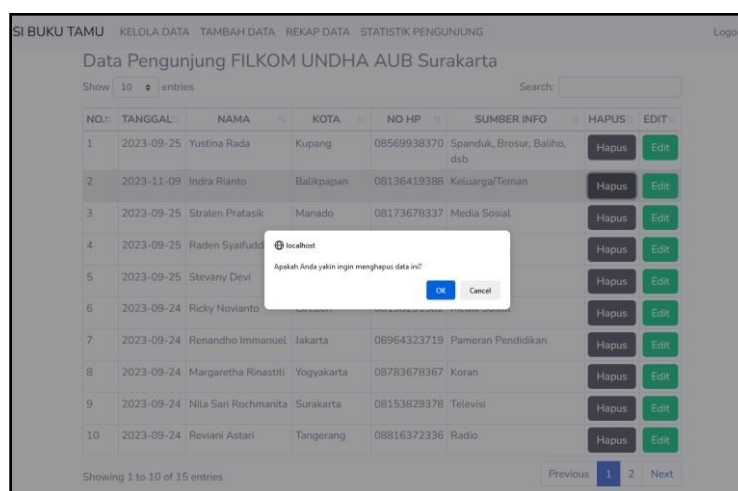 SI BUKU TAMU KELOLA DATA TAMBAH DATA REKAP DATA STATISTIK PENGUNJUNG Logo
Data Pengunjung FILKOM UNDHA AUB Surakarta
Show 10 entries Search:
NO. TANGGAL NAMA KOTA NO HP SUMBER INFO HAPUS EDIT
1 2023-09-25 Yustina Rada Kupang 08569938370 Spanduk, Brosur, Baliho, Hapus Edit
dsb
2 2023-11-09 Indra Rianto Balikpapan 08136419388 Keluarga/Teman Hapus Edit
3 2023-09-25 Stralen Pratasik Manado 08173678337 Media Sosial Hapus Edit
4 2023-09-25 Raden Syaifudd Hapus Edit
localhost
Apakah Anda yakin ingin menghapus data ini?
5 2023-09-25 Stevany Devi Hapus Edit
OK Cancel
6 2023-09-24 Ricky Novianto Hapus Edit
7 2023-09-24 Renandho Immanuel Jakarta 08964323719 Pameran Pendidikan Hapus Edit
8 2023-09-24 Margaretha Rinastiti Yogyakarta 08783678367 Koran Hapus Edit
9 2023-09-24 Nila Sari Rochmanita Surakarta 08153829378 Televisi Hapus Edit
10 2023-09-24 Reviani Astari Tangerang 08816372336 Radio Hapus Edit
Showing 1 to 10 of 15 entries Previous 1 2 Next